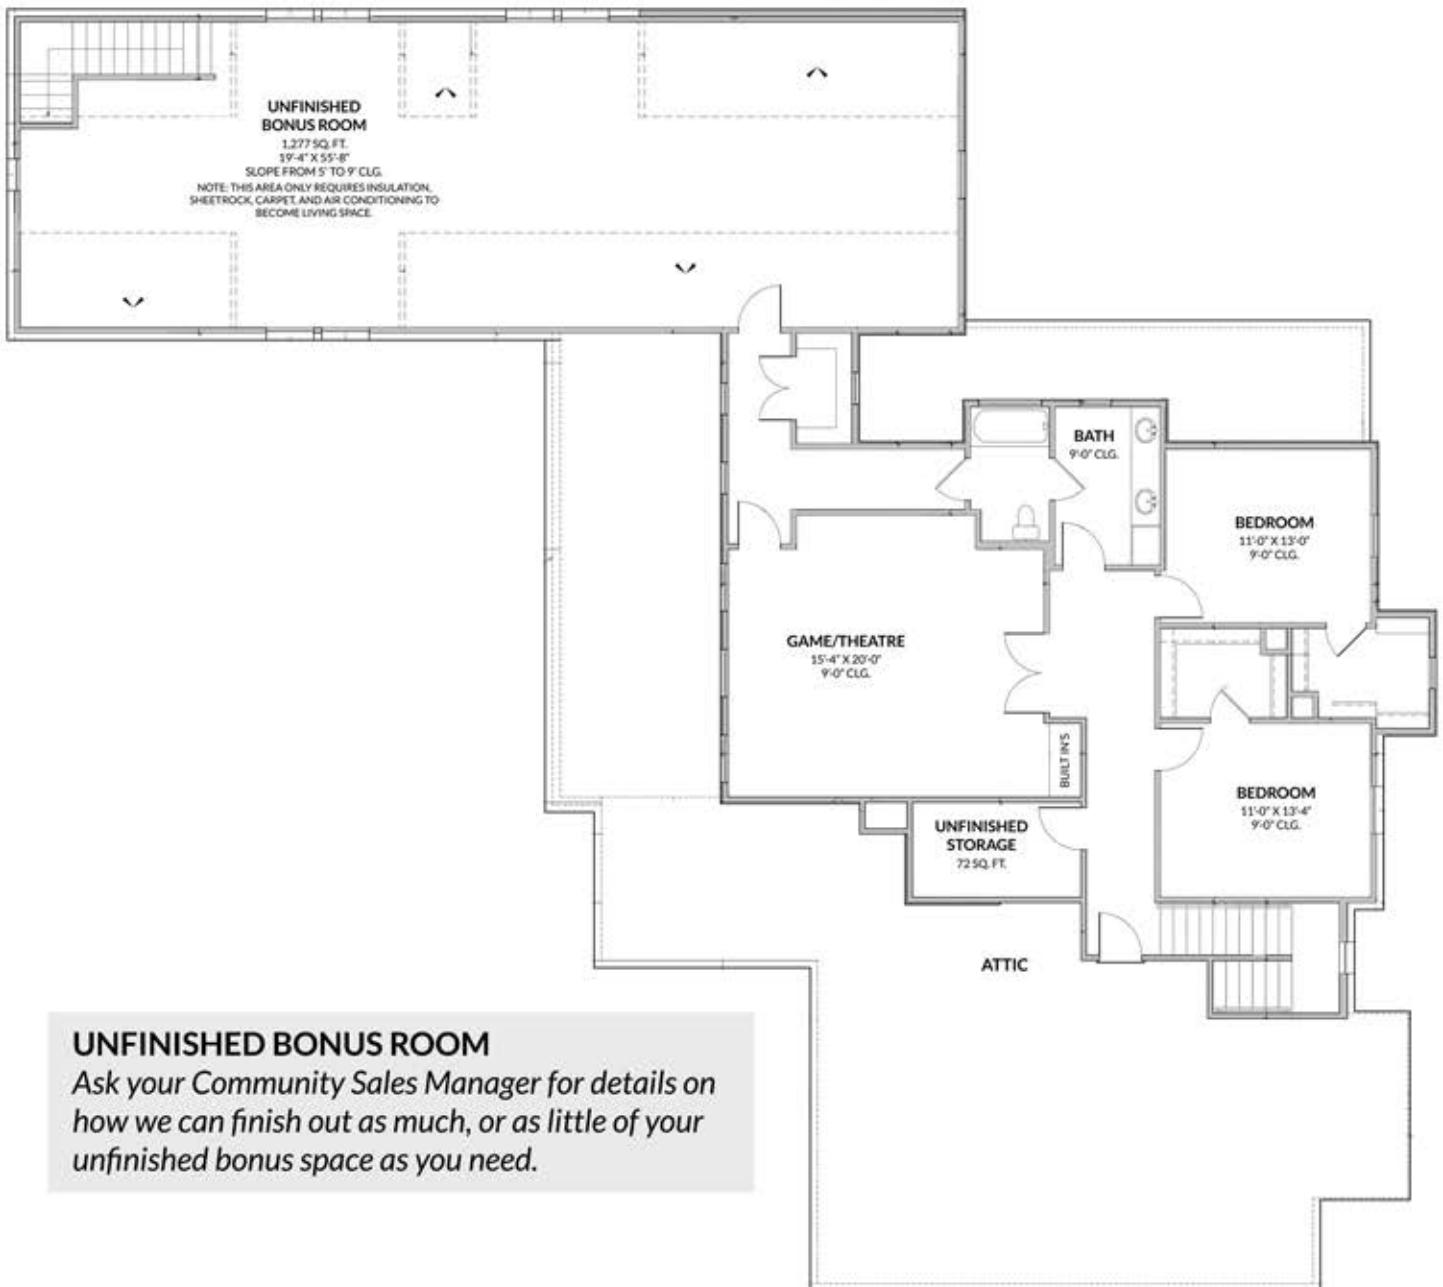 UNFINISHED
BONUS ROOM
1,277 SQ. FT.
19'-4" X 55'-8"
SLOPE FROM 5' TO 9' CLG.
NOTE: THIS AREA ONLY REQUIRES INSULATION,
SHEETROCK, CARPET, AND AIR CONDITIONING TO
BECOME LIVING SPACE.
BATH
9'-0" CLG.
BEDROOM
11'-0" X 13'-0"
9'-0" CLG.
GAME/THEATRE
15'-4" X 20'-0"
9'-0" CLG.
BUILT IN'S
BEDROOM
11'-0" X 13'-4"
9'-0" CLG.
UNFINISHED
STORAGE
72 SQ. FT.
ATTIC
UNFINISHED BONUS ROOM
Ask your Community Sales Manager for details on
how we can finish out as much, or as little of your
unfinished bonus space as you need.